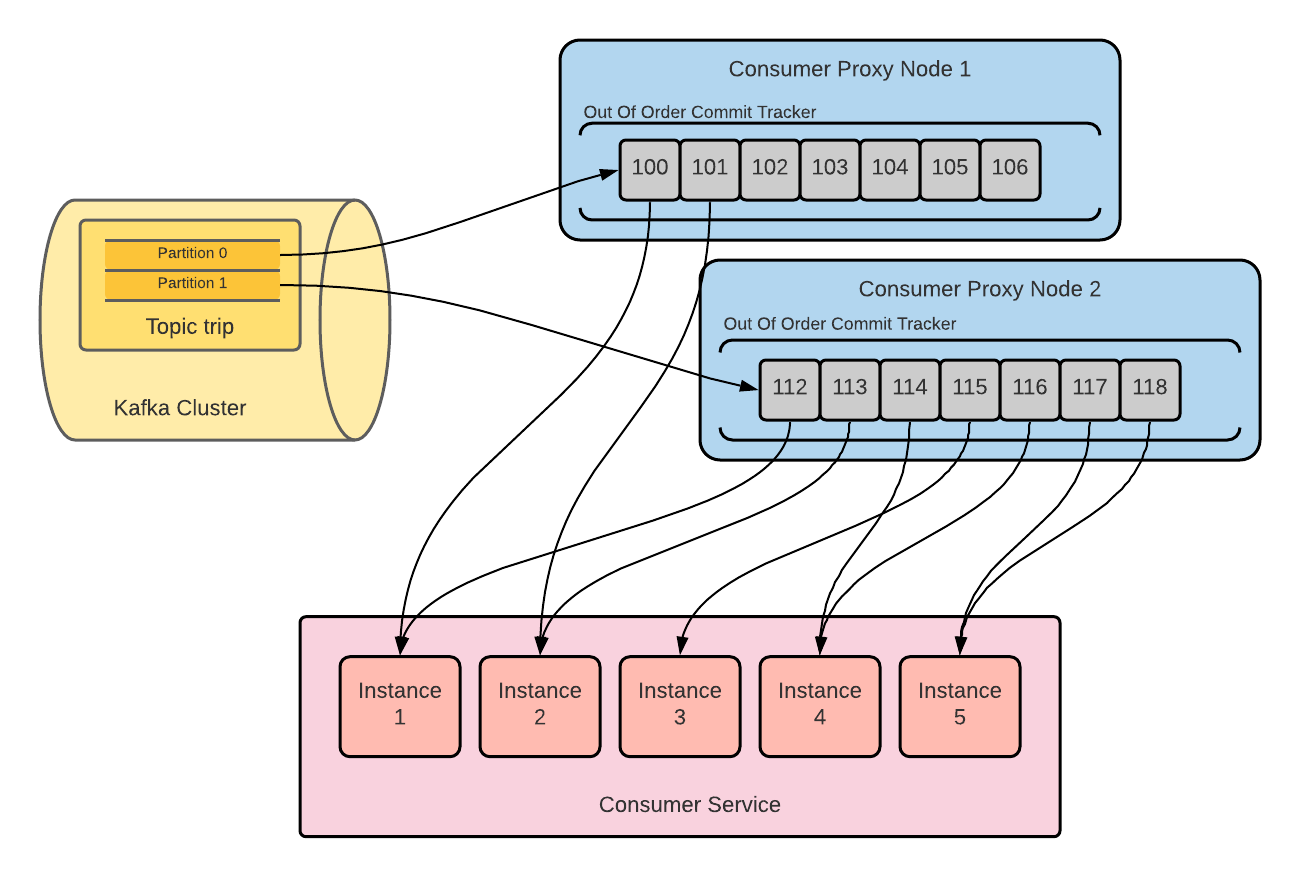 Consumer Proxy Node 1
Out Of Order Commit Tracker
100 101 102 103 104 105 106
Partition 0
Partition 1
Topic trip
Kafka Cluster
Consumer Proxy Node 2
Out Of Order Commit Tracker
112 113 114 115 116 117 118
Instance
1
Instance
2
Instance
3
Instance
4
Instance
5
Consumer Service